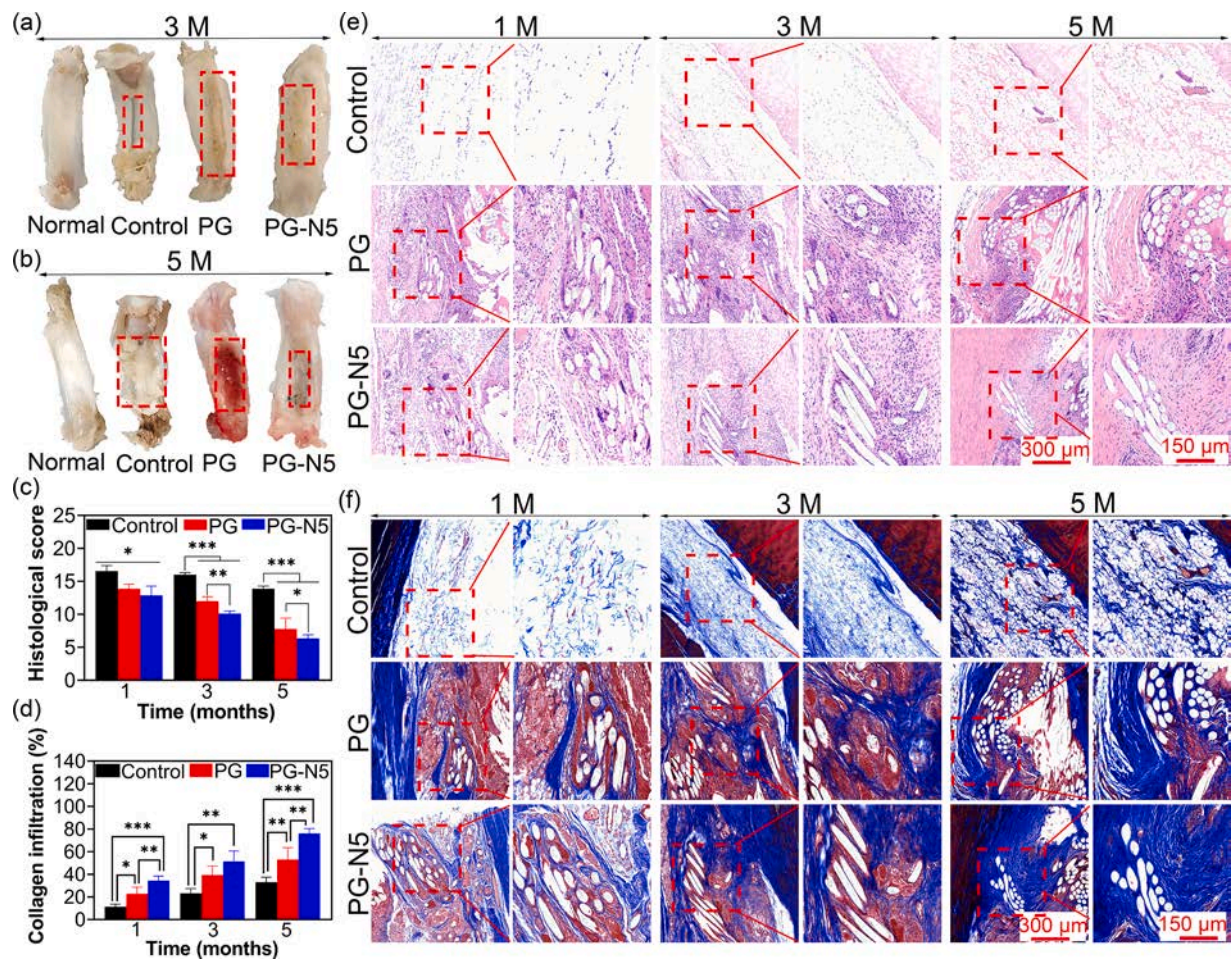 (a)
3 M
Normal Control PG PG-N5
(b)
5 M
Normal Control PG PG-N5
(c)
Histological score
25
20
15
10
5
0
Control PG PG-N5
*
***
**
***
*
1 3 5
Time (months)
(d)
Collagen infiltration (%)
140
120
100
80
60
40
20
0
Control PG PG-N5
***
*
**
**
*
***
**
**
1 3 5
Time (months)
(e)
1 M 3 M 5 M
Control
PG
PG-N5
300 μm 150 μm
(f)
1 M 3 M 5 M
Control
PG
PG-N5
300 μm 150 μm